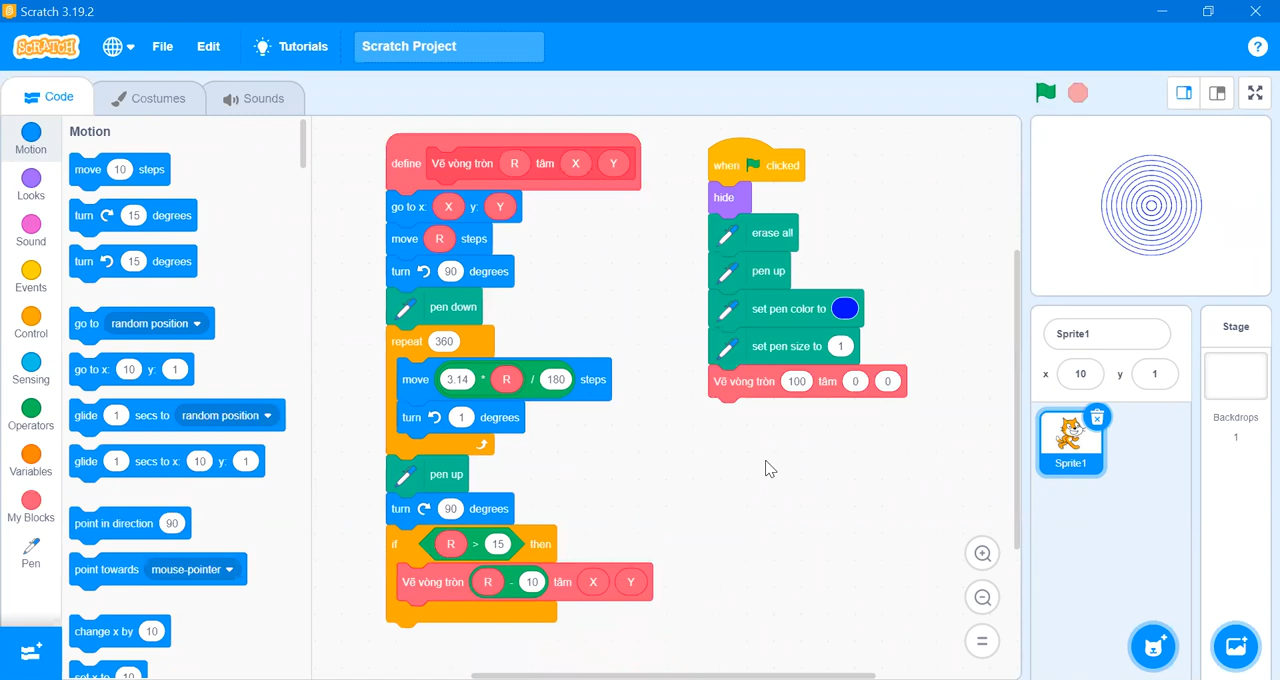 Scratch 3.19.2
SCRATCH
File
Edit
Tutorials
Scratch Project
?
Code
Costumes
Sounds
Motion
Looks
Sound
Events
Control
Sensing
Operators
Variables
My Blocks
Pen
Motion
move 10 steps
turn 15 degrees
turn 15 degrees
go to random position
go to x: 10 y: 1
glide 1 secs to random position
glide 1 secs to x: 10 y: 1
point in direction 90
point towards mouse-pointer
change x by 10
set x to 10
define Vẽ vòng tròn R tâm X Y
go to x: X y: Y
move R steps
turn 90 degrees
pen down
repeat 360
move 3.14 * R / 180 steps
turn 1 degrees
pen up
turn 90 degrees
if R > 15 then
Vẽ vòng tròn R - 10 tâm X Y
when clicked
hide
erase all
pen up
set pen color to
set pen size to 1
Vẽ vòng tròn 100 tâm 0 0
Sprite1
x 10 y 1
Sprite1
Stage
Backdrops
1